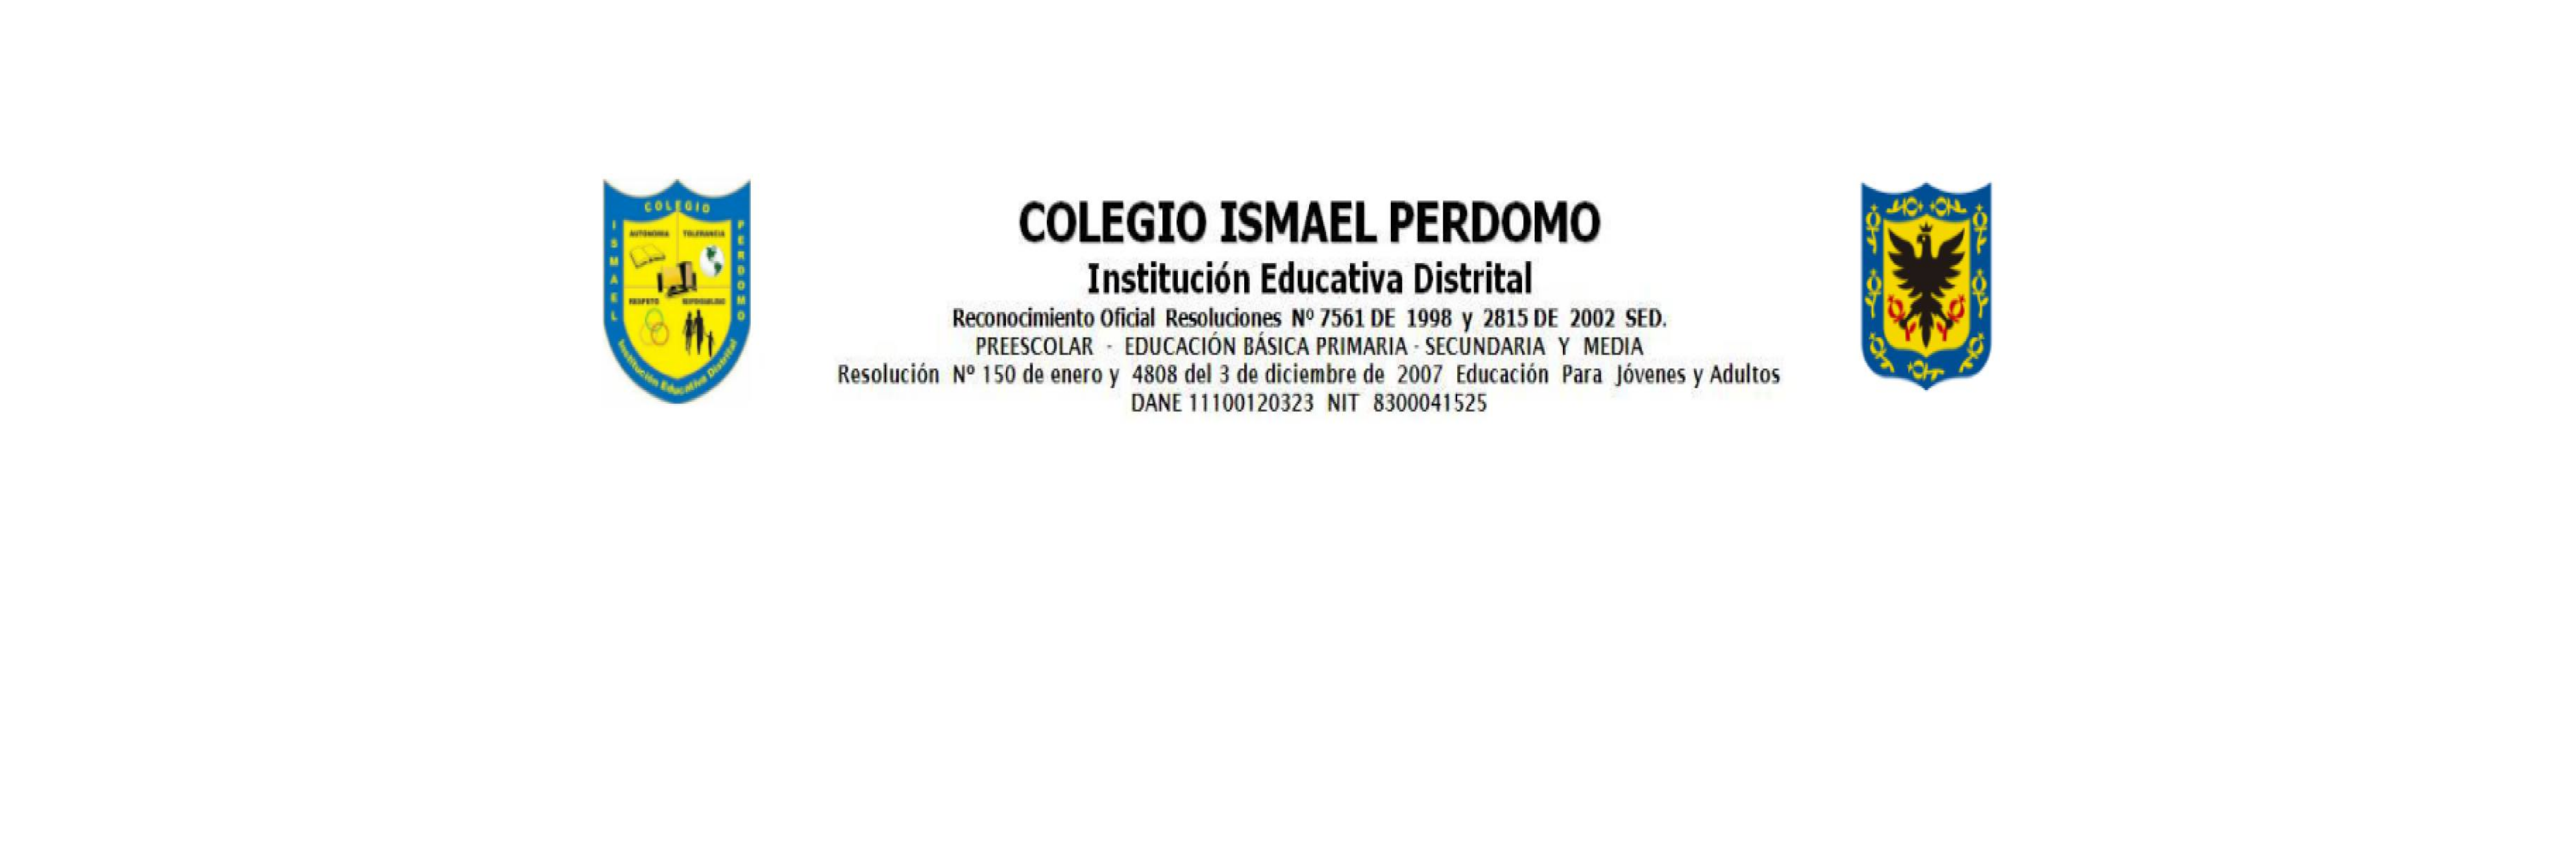 COLEGIO
ISMAEL
PERDOMO
AUTONOMIA TOLERANCIA
RESPETO
Institución Educativa Distrital
COLEGIO ISMAEL PERDOMO
Institución Educativa Distrital
Reconocimiento Oficial Resoluciones Nº 7561 DE 1998 y 2815 DE 2002 SED.
PREESCOLAR - EDUCACIÓN BÁSICA PRIMARIA - SECUNDARIA Y MEDIA
Resolución Nº 150 de enero y 4808 del 3 de diciembre de 2007 Educación Para Jóvenes y Adultos
DANE 11100120323 NIT 8300041525